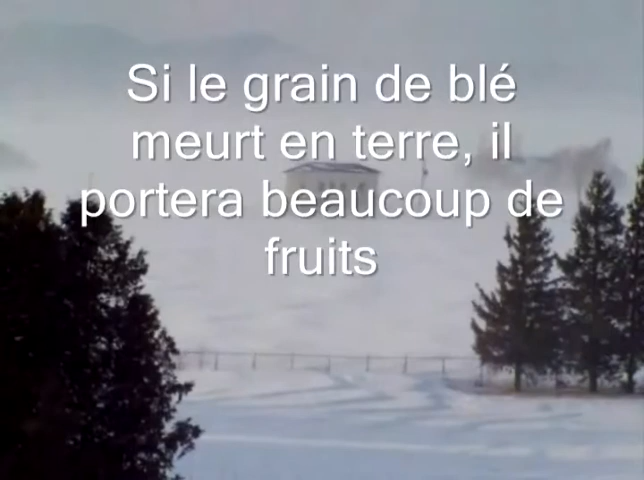 Si le grain de blé
meurt en terre, il
portera beaucoup de
fruits